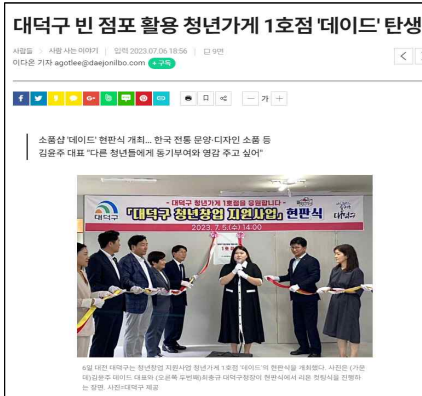 대덕구 빈 점포 활용 청년가게 1호점 '데이드' 탄생
사람들 > 사람 사는 이야기 | 입력 2023.07.06 18:56 | 9면
이다온 기자 agotlee@daejonilbo.com +구독
가
소품샵 '데이드' 현판식 개최... 한국 전통 문양·디자인 소품 등
김윤주 대표 "다른 청년들에게 동기부여와 영감 주고 싶어"
- 대덕구 청년가게 1호점을 응원합니다 -
대덕구
『대덕구 청년창업 지원사업』 현판식
2023. 7. 5.(수) 14:00
6일 대전 대덕구는 청년창업 지원사업 청년가게 1호점 '데이드'의 현판식을 개최했다. 사진은 (가운
데)김윤주 데이드 대표와 (오른쪽 두번째)최충규 대덕구청장이 현판식에서 리본 컷팅식을 진행하
는 장면. 사진=대덕구 제공